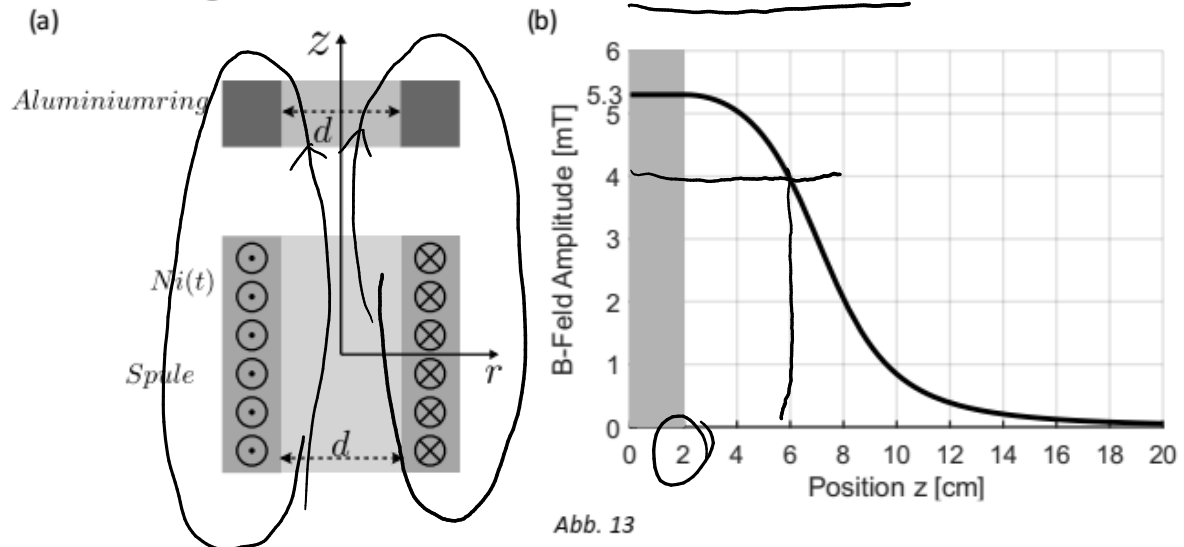 (a)
z
Aluminiumring
d
Ni(t)
Spule
r
d
(b)
B-Feld Amplitude [mT]
6
5.3
5
4
3
2
1
0
0 2 4 6 8 10 12 14 16 18 20
Position z [cm]
Abb. 13